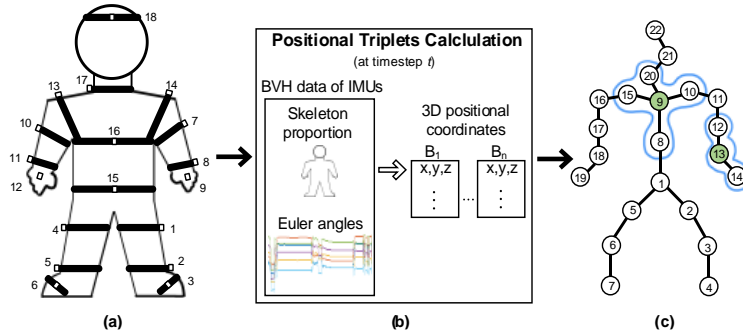 18
17
13
14
10
16
7
11
8
12
15
9
4
1
5
2
6
3
(a)
Positional Triplets Calclulation
(at timestep t)
BVH data of IMUs
Skeleton
proportion
Euler angles
3D positional
coordinates
B1 Bn
x,y,z x,y,z
⋮ ... ⋮
(b)
22
21
20
16 15 9 10 11
17
12
18
8
13
19
14
1
5
2
6
3
7
4
(c)